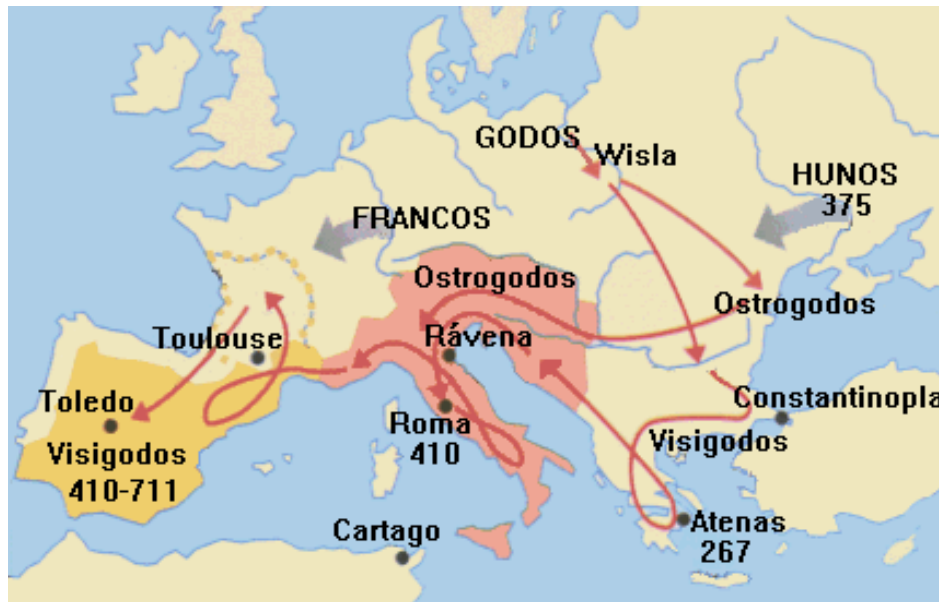 GODOS
Wisla
HUNOS
375
FRANCOS
Ostrogodos
Ostrogodos
Toulouse
Rávena
Toledo
Constantinopla
Roma
410
Visigodos
Visigodos
410-711
Cartago
Atenas
267